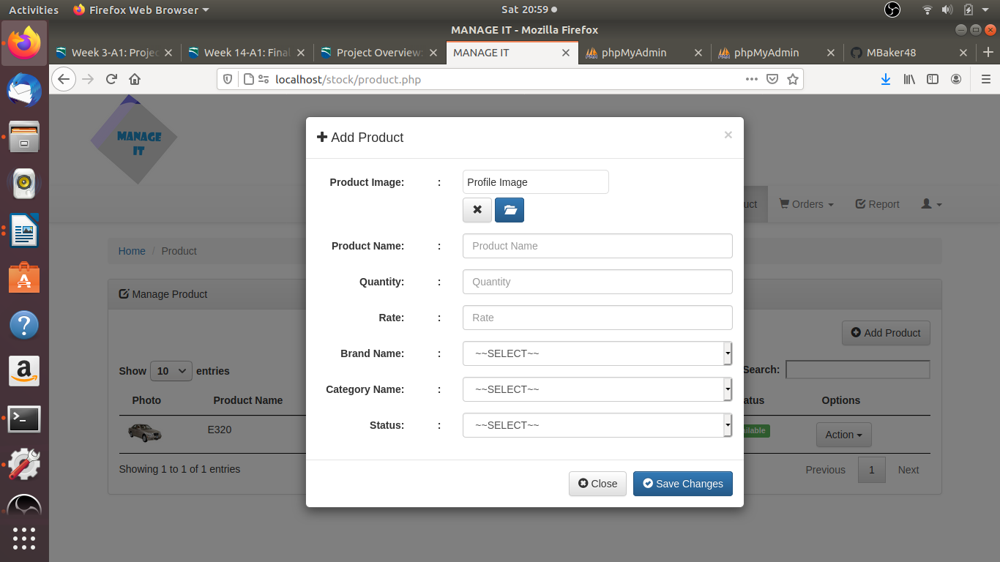 Activities Firefox Web Browser Sat 20:59
MANAGE IT - Mozilla Firefox
Week 3-A1: Projec Week 14-A1: Final Project Overview: MANAGE IT phpMyAdmin phpMyAdmin MBaker48
localhost/stock/product.php
MANAGE
IT
Add Product
Product Image: : Profile Image
uct Orders Report
Product Name: : Product Name
Home / Product
Quantity: : Quantity
Manage Product
Rate: : Rate
Add Product
Brand Name: : ~~SELECT~~
Show 10 entries Search:
Category Name: : ~~SELECT~~
Photo Product Name atus Options
Status: : ~~SELECT~~
E320 ilable Action
Showing 1 to 1 of 1 entries Previous 1 Next
Close Save Changes